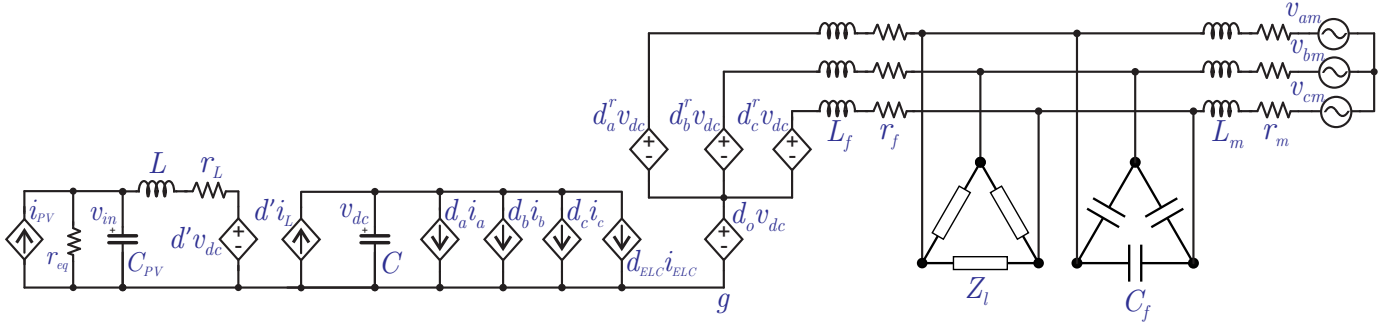 v_am
v_bm
v_cm
d_a^r v_dc
d_b^r v_dc
d_c^r v_dc
L_f
r_f
L_m
r_m
+
-
+
-
+
-
L
r_L
i_PV
v_in
+
d'i_L
v_dc
+
d_a i_a
d_b i_b
d_c i_c
d_o v_dc
r_eq
C_PV
d'v_dc
+
-
C
d_ELC i_ELC
+
-
g
Z_l
C_f